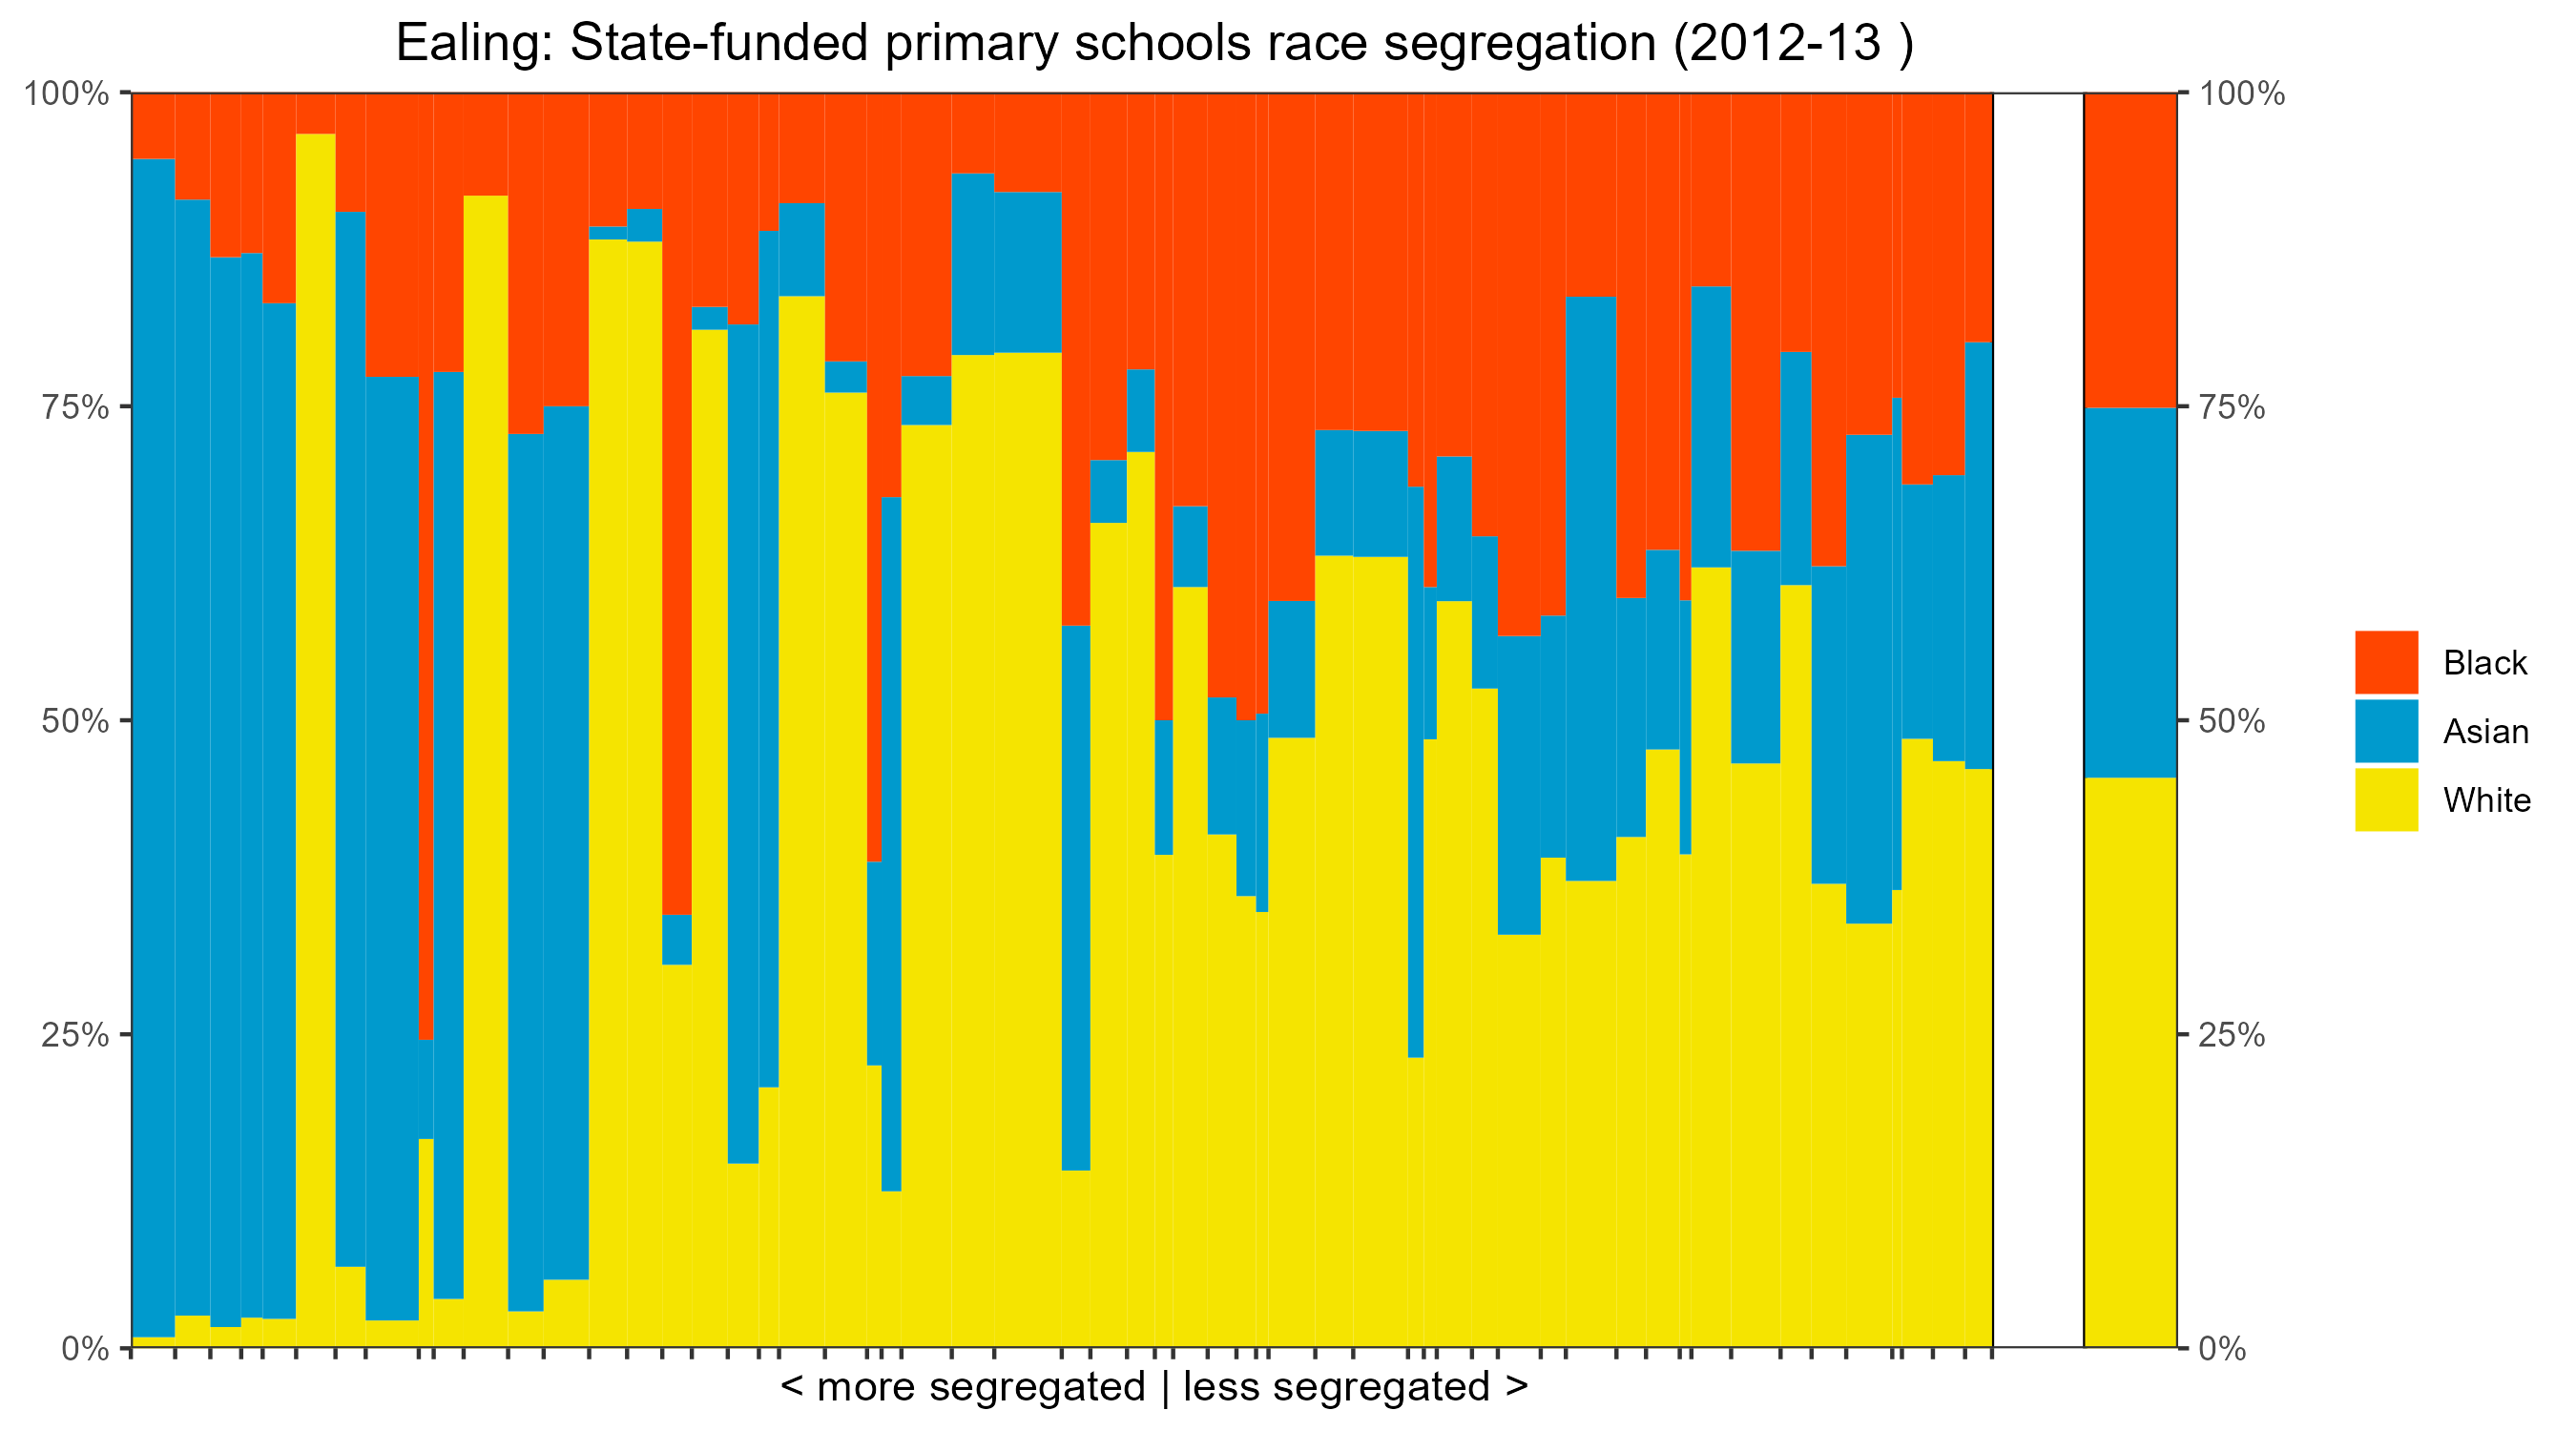 Ealing: State-funded primary schools race segregation (2012-13 )
100%
75%
50%
25%
0%
100%
75%
50%
25%
0%
Black
Asian
White
< more segregated | less segregated >